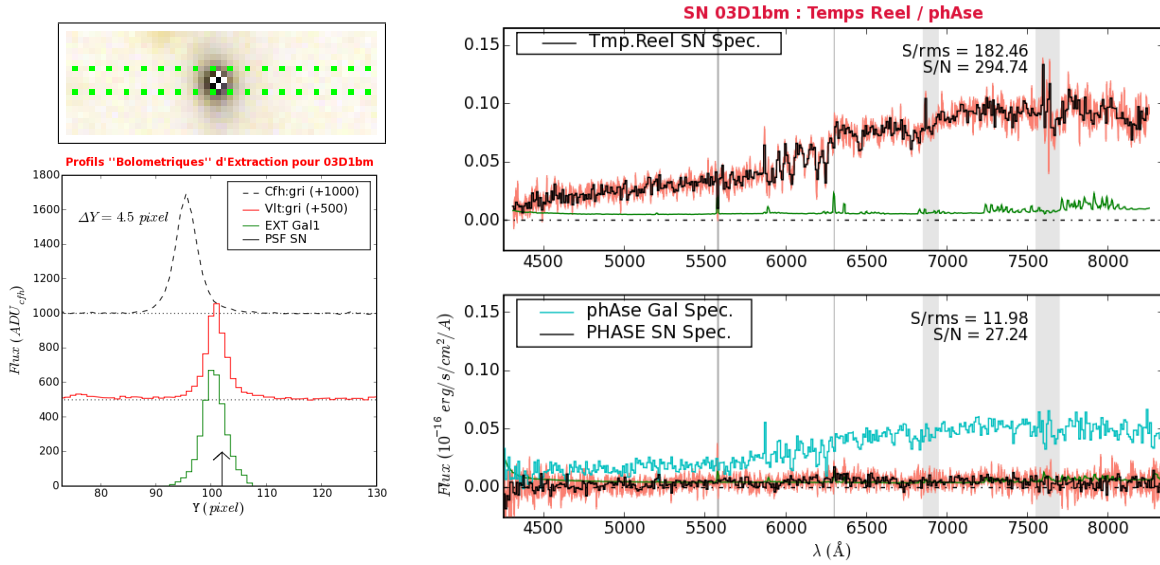 SN 03D1bm : Temps Reel / phAse
Profils ''Bolometriques'' d'Extraction pour 03D1bm
1800
1600
1400
1200
1000
800
600
400
200
0
Flux (ADU_cfh)
ΔY = 4.5 pixel
Cfh:gri (+1000)
Vlt:gri (+500)
EXT Gal1
PSF SN
80 90 100 110 120 130
Y (pixel)
0.15
0.10
0.05
0.00
Tmp.Reel SN Spec.
S/rms = 182.46
S/N = 294.74
4500 5000 5500 6000 6500 7000 7500 8000
Flux (10^-16 erg/s/cm^2/A)
0.15
0.10
0.05
0.00
phAse Gal Spec.
PHASE SN Spec.
S/rms = 11.98
S/N = 27.24
4500 5000 5500 6000 6500 7000 7500 8000
λ (Å)